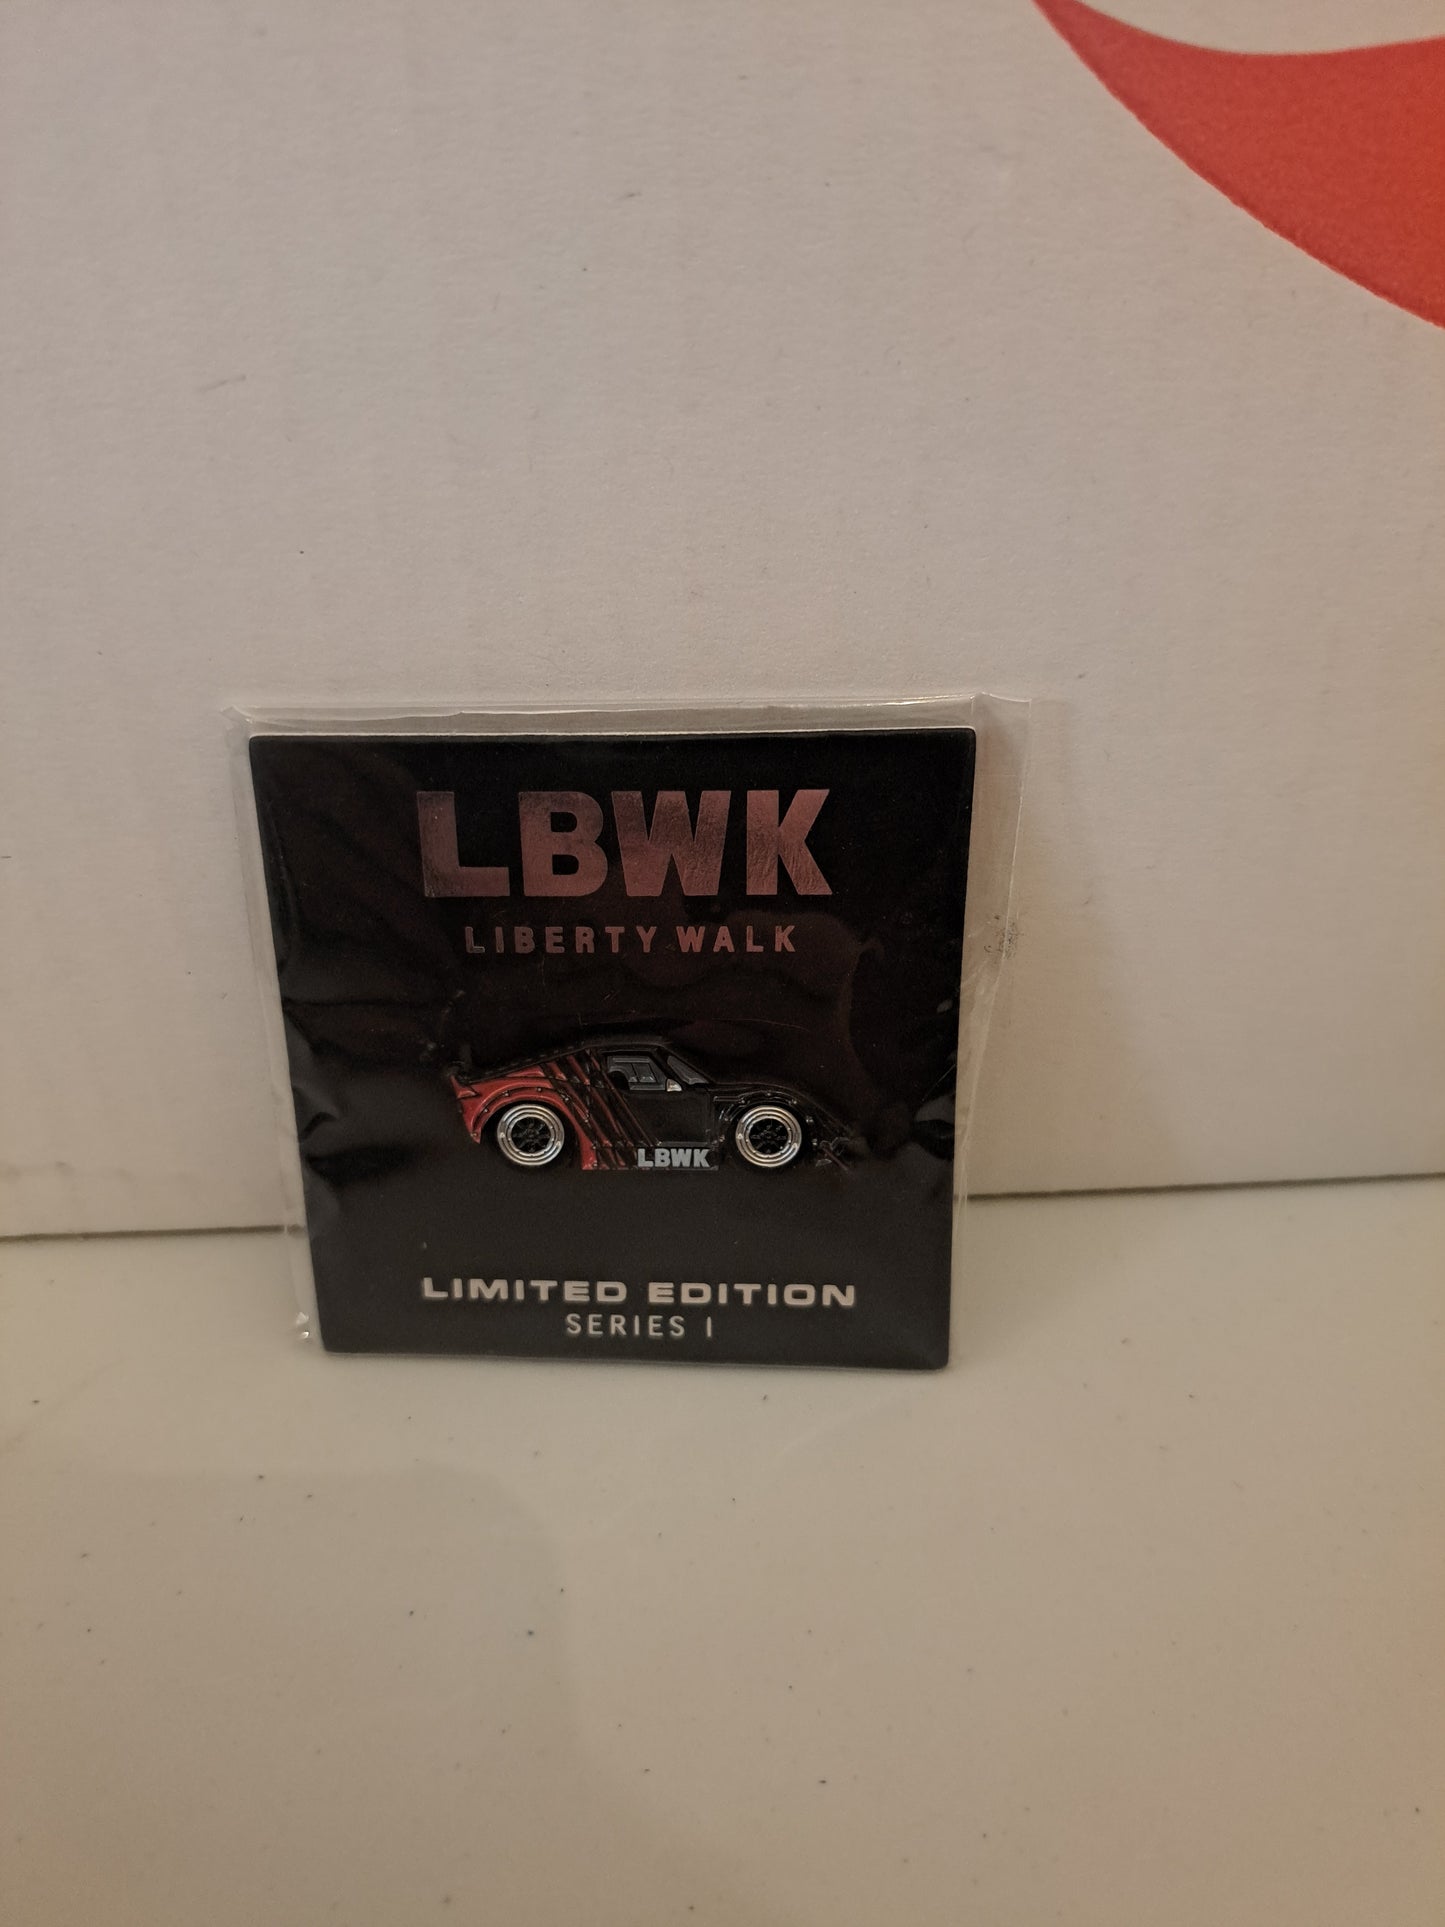 LBWK
LIBERTY WALK
LBWK
LIMITED EDITION
SERIES I